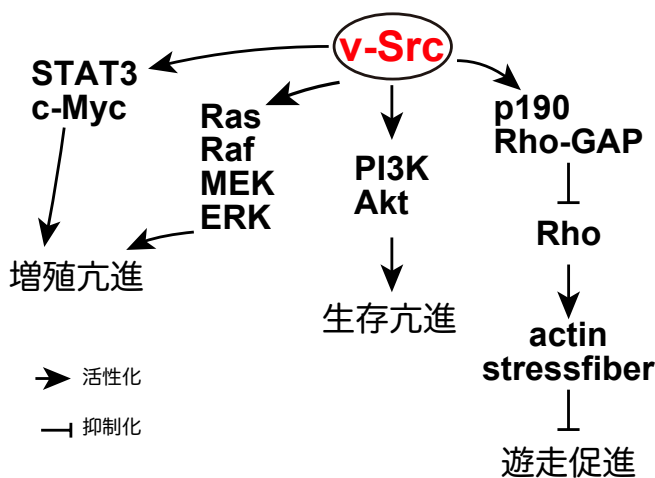 v-Src
STAT3
c-Myc
Ras
Raf
MEK
ERK
PI3K
Akt
p190
Rho-GAP
Rho
増殖亢進
生存亢進
actin
stressfiber
遊走促進
活性化
抑制化